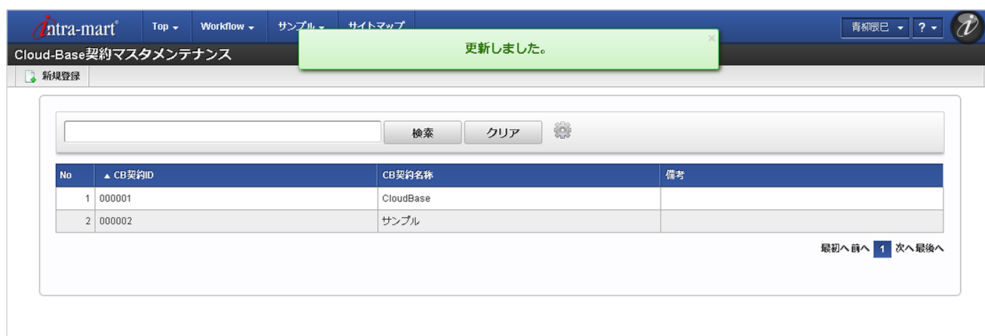 intra-mart® Top Workflow サンプル サイトマップ 青柳辰巳 ?
更新しました。 ×
Cloud-Base契約マスタメンテナンス
新規登録
検索 クリア
No ▲ CB契約ID CB契約名称 備考
1 000001 CloudBase
2 000002 サンプル
最初へ 前へ 1 次へ 最後へ